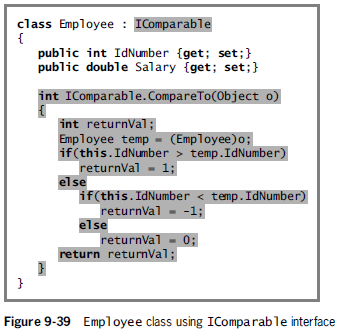 class Employee : IComparable
{
   public int IdNumber {get; set;}
   public double Salary {get; set;}
   int IComparable.CompareTo(Object o)
   {
      int returnVal;
      Employee temp = (Employee)o;
      if(this.IdNumber > temp.IdNumber)
         returnVal = 1;
      else
         if(this.IdNumber < temp.IdNumber)
            returnVal = -1;
         else
            returnVal = 0;
      return returnVal;
   }
}
Figure 9-39 Employee class using IComparable interface